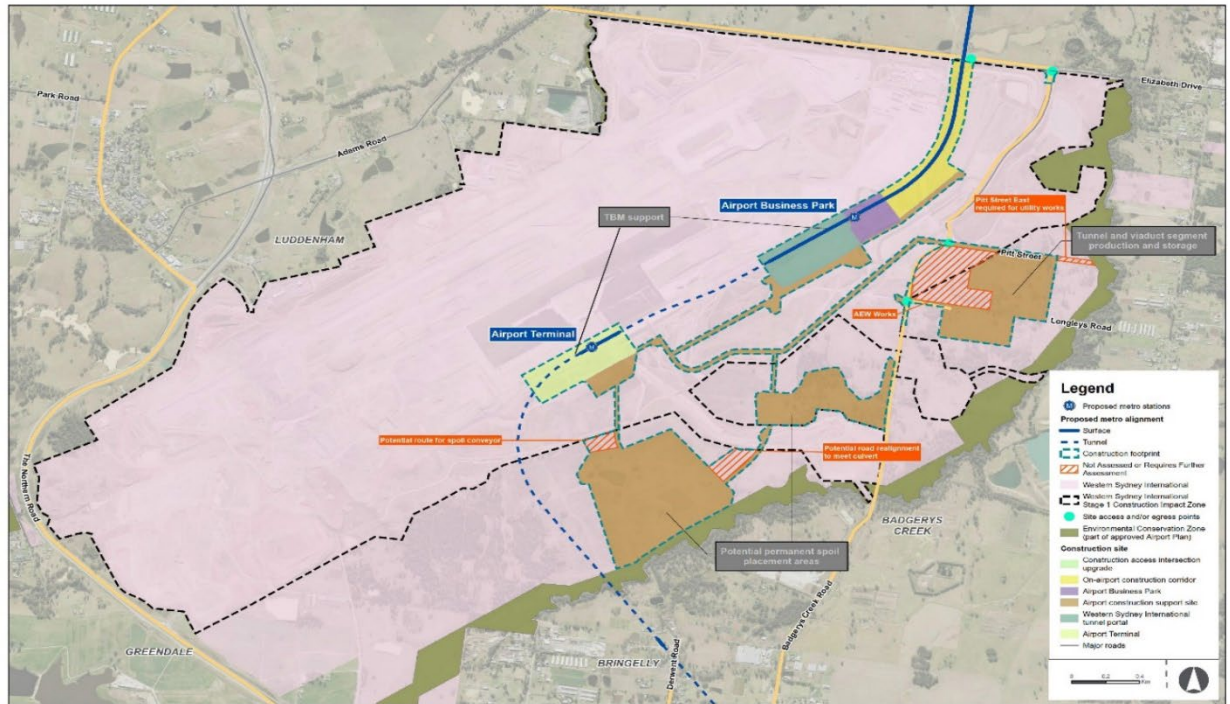 Elizabeth Drive
Park Road
Adams Road
Airport Business Park
Pitt Street East
required for utility works
TBM support
LUDDENHAM
Tunnel and viaduct segment
production and storage
Pitt Street
AEW Works
Longleys Road
Airport Terminal
Potential route for spoil conveyor
Potential road realignment
to meet culvert
The Northern Road
BADGERYS
CREEK
Potential permanent spoil
placement areas
Badgerys Creek Road
GREENDALE
BRINGELLY
Derwent Road
Legend
M Proposed metro stations
Proposed metro alignment
Surface
Tunnel
Construction footprint
Not Assessed or Requires Further
Assessment
Western Sydney International
Western Sydney International
Stage 1 Construction Impact Zone
Site access and/or egress points
Environmental Conservation Zone
(part of approved Airport Plan)
Construction site
Construction access intersection
upgrade
On-airport construction corridor
Airport Business Park
Airport construction support site
Western Sydney International
tunnel portal
Airport Terminal
Major roads
0 0.2 0.4
Km